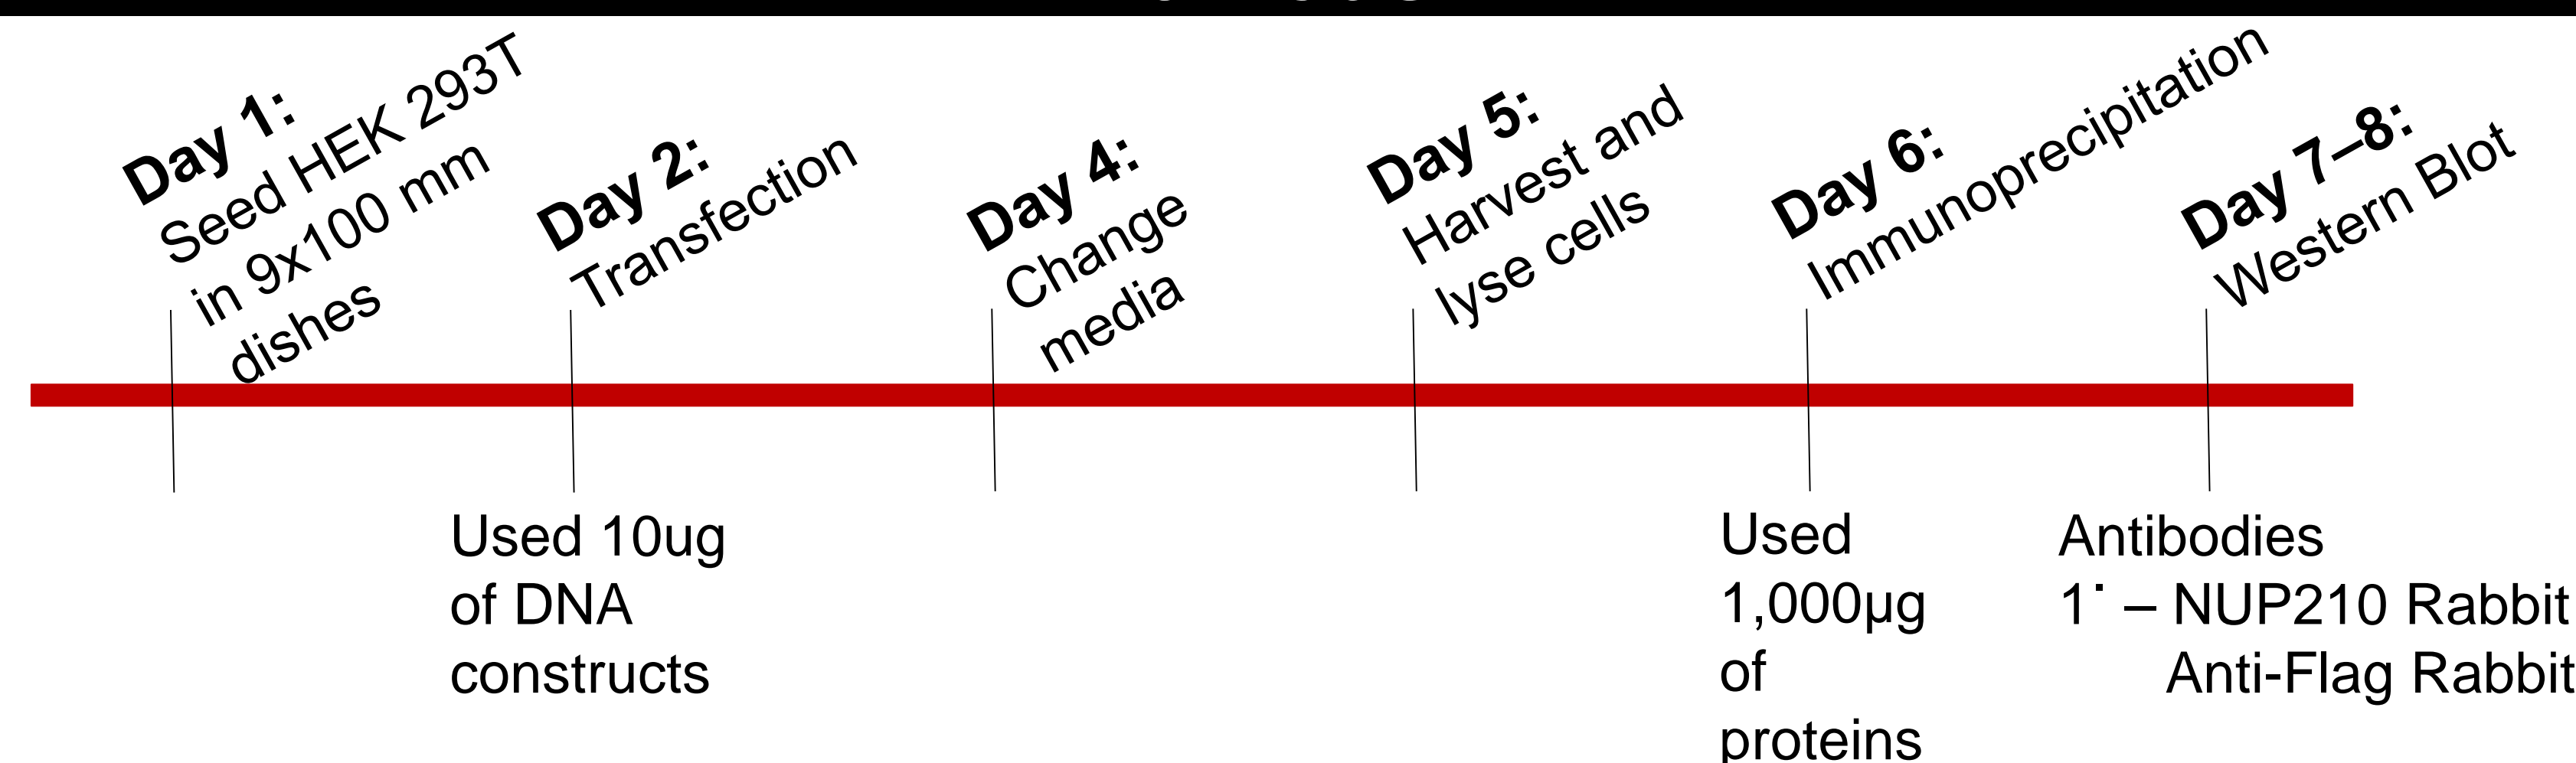 Day 1:
Seed HEK 293T
in 9x100 mm
dishes
Day 2:
Transfection
Day 4:
Change
media
Day 5:
Harvest and
lyse cells
Day 6:
Immunoprecipitation
Day 7–8:
Western Blot
Used 10ug
of DNA
constructs
Used
1,000µg
of
proteins
Antibodies
1˙ – NUP210 Rabbit
Anti-Flag Rabbit